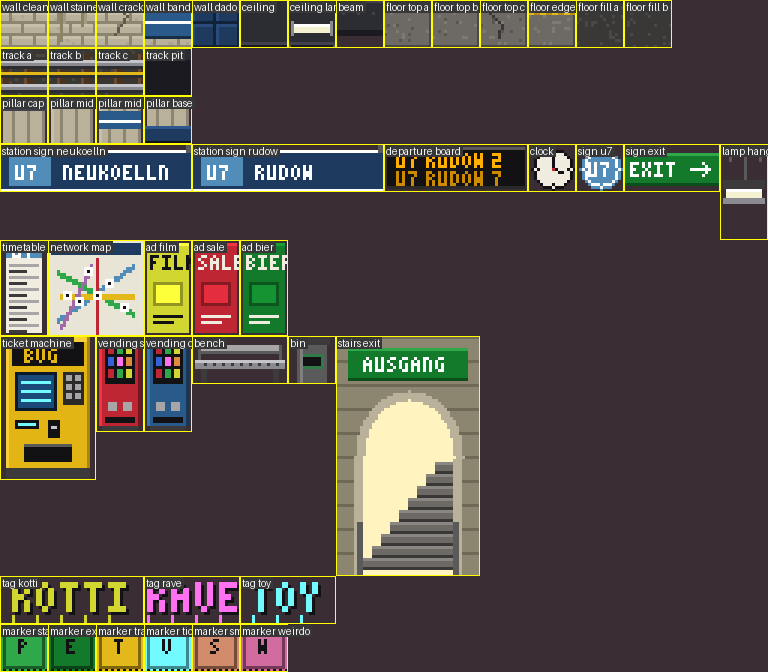 wall clean wall staine wall crack wall band wall dado ceiling ceiling lar beam floor top a floor top b floor top c floor edge floor fill a floor fill b
track a track b track c track pit
pillar cap pillar mid pillar mid pillar base
station sign neukoelln station sign rudow departure board clock sign u7 sign exit lamp hang
U7 NEUKOELLN U7 RUDOW U7 RUDOW 2 U7 EXIT →
U7 RUDOW 7
timetable network map ad film ad sale ad bier
FIL SALE BIER
ticket machine vending s vending d bench bin stairs exit
AUSGANG
tag kotti tag rave tag toy
KOTTI RAVE TOY
marker sta marker ex marker tra marker tic marker sn marker weirdo
P E T V S W